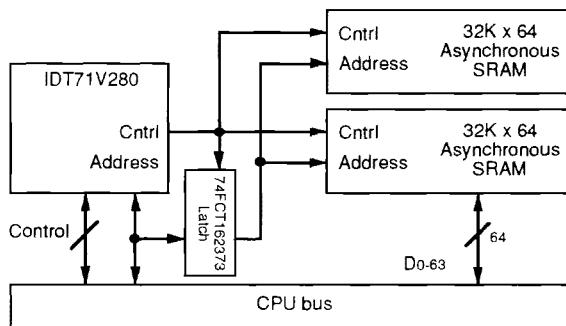 IDT71V280
Cntrl
Address
Cntrl
Address
32K x 64
Asynchronous
SRAM
Cntrl
Address
32K x 64
Asynchronous
SRAM
74FCT162373
Latch
Control
64
D0-63
CPU bus